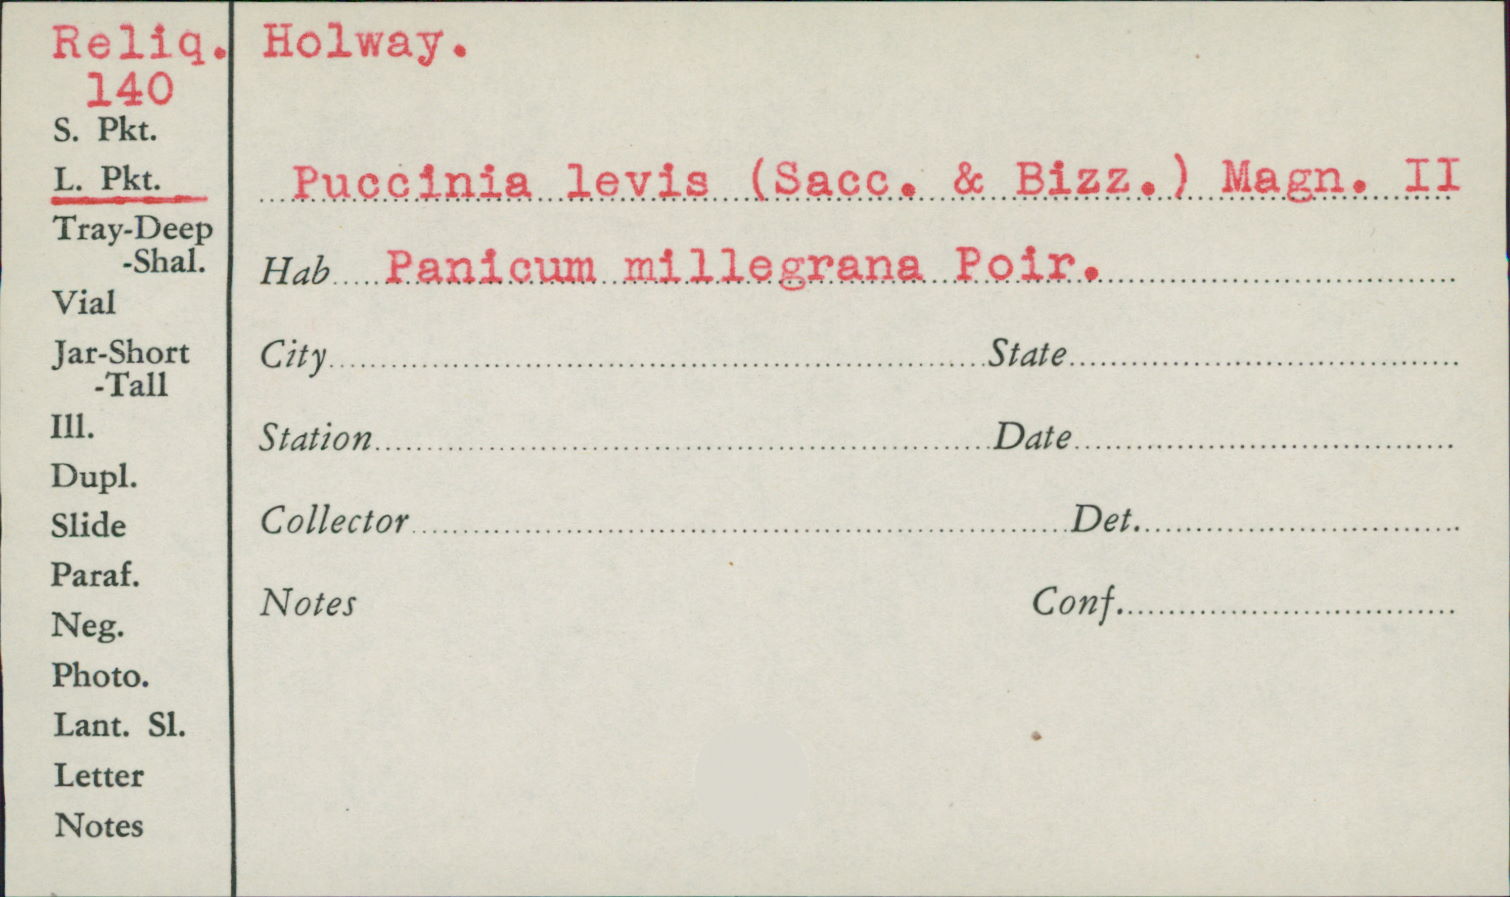 Reliq. Holway.
140
S. Pkt.
L. Pkt.
Puccinia levis (Sacc. & Bizz.) Magn. II
Tray-Deep
-Shal.
Hab Panicum millegrana Poir.
Vial
Jar-Short
-Tall
City State
Ill.
Station Date
Dupl.
Slide
Collector Det.
Paraf.
Notes Conf.
Neg.
Photo.
Lant. Sl.
Letter
Notes